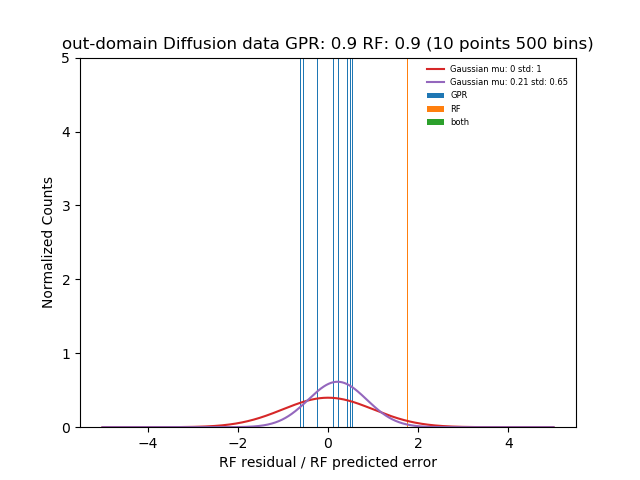 out-domain Diffusion data GPR: 0.9 RF: 0.9 (10 points 500 bins)
Gaussian mu: 0 std: 1
Gaussian mu: 0.21 std: 0.65
GPR
RF
both
5
4
3
2
1
0
Normalized Counts
−4
−2
0
2
4
RF residual / RF predicted error